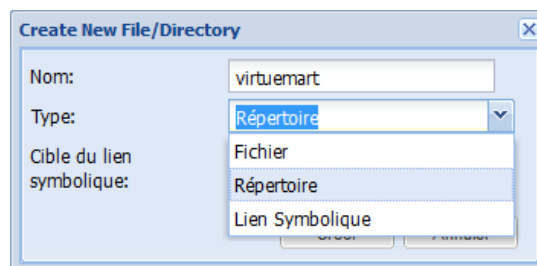 Create New File/Directory
Nom: virtuemart
Type: Répertoire
Cible du lien
symbolique:
Fichier
Répertoire
Lien Symbolique